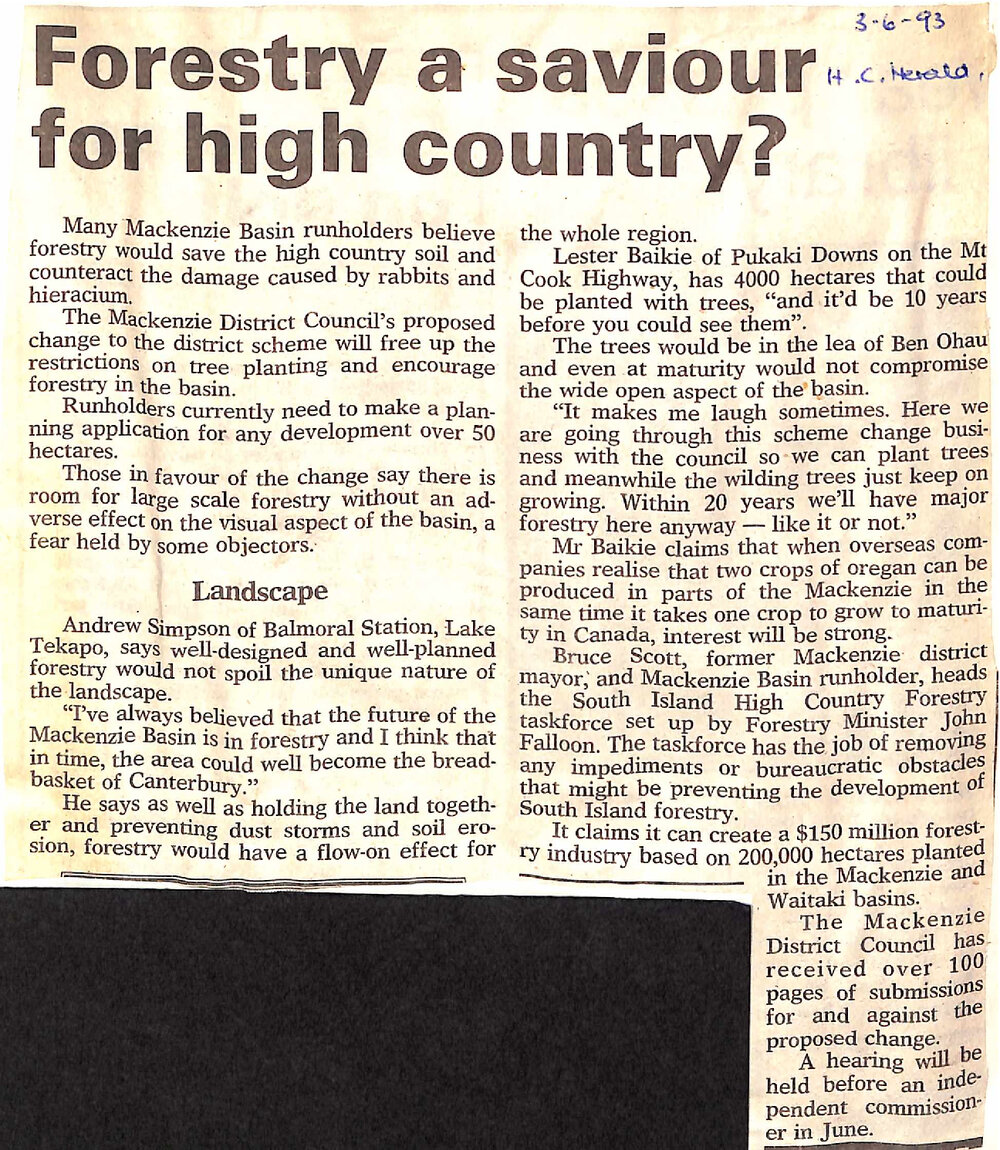 3-6-93
H.C. Herald.
Forestry a saviour
for high country?
Many Mackenzie Basin runholders believe
forestry would save the high country soil and
counteract the damage caused by rabbits and
hieracium.
The Mackenzie District Council's proposed
change to the district scheme will free up the
restrictions on tree planting and encourage
forestry in the basin.
Runholders currently need to make a plan-
ning application for any development over 50
hectares.
Those in favour of the change say there is
room for large scale forestry without an ad-
verse effect on the visual aspect of the basin, a
fear held by some objectors.
Landscape
Andrew Simpson of Balmoral Station, Lake
Tekapo, says well-designed and well-planned
forestry would not spoil the unique nature of
the landscape.
"I've always believed that the future of the
Mackenzie Basin is in forestry and I think that
in time, the area could well become the bread-
basket of Canterbury."
He says as well as holding the land togeth-
er and preventing dust storms and soil ero-
sion, forestry would have a flow-on effect for
the whole region.
Lester Baikie of Pukaki Downs on the Mt
Cook Highway, has 4000 hectares that could
be planted with trees, "and it'd be 10 years
before you could see them".
The trees would be in the lea of Ben Ohau
and even at maturity would not compromise
the wide open aspect of the basin.
"It makes me laugh sometimes. Here we
are going through this scheme change busi-
ness with the council so we can plant trees
and meanwhile the wilding trees just keep on
growing. Within 20 years we'll have major
forestry here anyway — like it or not."
Mr Baikie claims that when overseas com-
panies realise that two crops of oregan can be
produced in parts of the Mackenzie in the
same time it takes one crop to grow to maturi-
ty in Canada, interest will be strong.
Bruce Scott, former Mackenzie district
mayor, and Mackenzie Basin runholder, heads
the South Island High Country Forestry
taskforce set up by Forestry Minister John
Falloon. The taskforce has the job of removing
any impediments or bureaucratic obstacles
that might be preventing the development of
South Island forestry.
It claims it can create a $150 million forest-
ry industry based on 200,000 hectares planted
in the Mackenzie and
Waitaki basins.
The Mackenzie
District Council has
received over 100
pages of submissions
for and against the
proposed change.
A hearing will be
held before an inde-
pendent commission-
er in June.